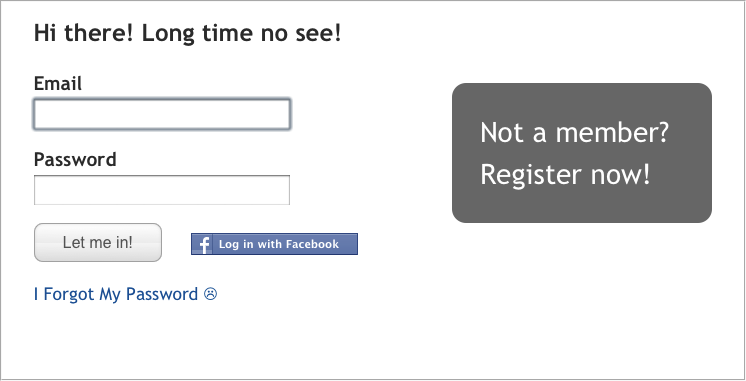 Hi there! Long time no see!
Email
Not a member?
Register now!
Password
Let me in!
f Log in with Facebook
I Forgot My Password ☹